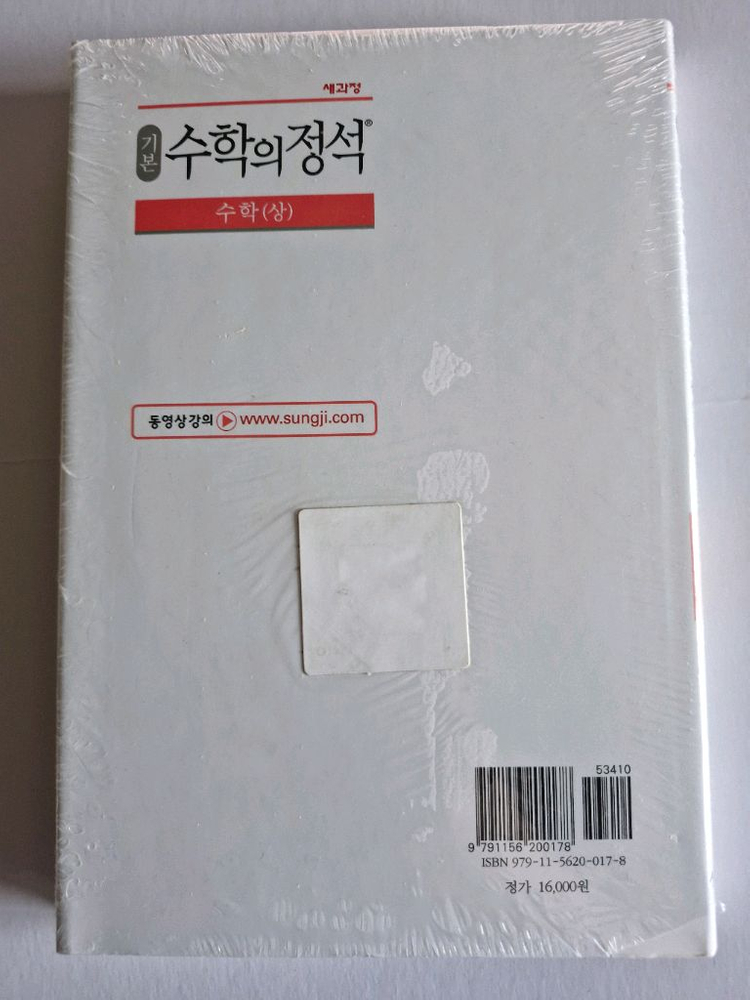 새과정
기본 수학의 정석®
수학(상)
동영상강의 www.sungji.com
53410
9 791156 200178
ISBN 979-11-5620-017-8
정가 16,000원